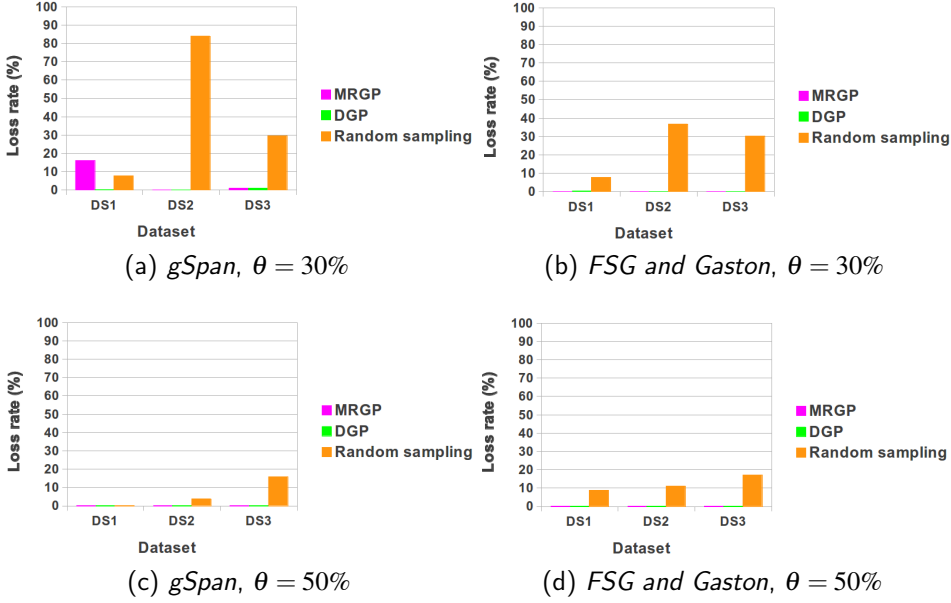 100
90
80
70
60
50
40
30
20
10
0
Loss rate (%)
DS1 DS2 DS3
Dataset
MRGP
DGP
Random sampling
(a) gSpan, θ = 30%
100
90
80
70
60
50
40
30
20
10
0
Loss rate (%)
DS1 DS2 DS3
Dataset
MRGP
DGP
Random sampling
(b) FSG and Gaston, θ = 30%
100
90
80
70
60
50
40
30
20
10
0
Loss rate (%)
DS1 DS2 DS3
Dataset
MRGP
DGP
Random sampling
(c) gSpan, θ = 50%
100
90
80
70
60
50
40
30
20
10
0
Loss rate (%)
DS1 DS2 DS3
Dataset
MRGP
DGP
Random sampling
(d) FSG and Gaston, θ = 50%